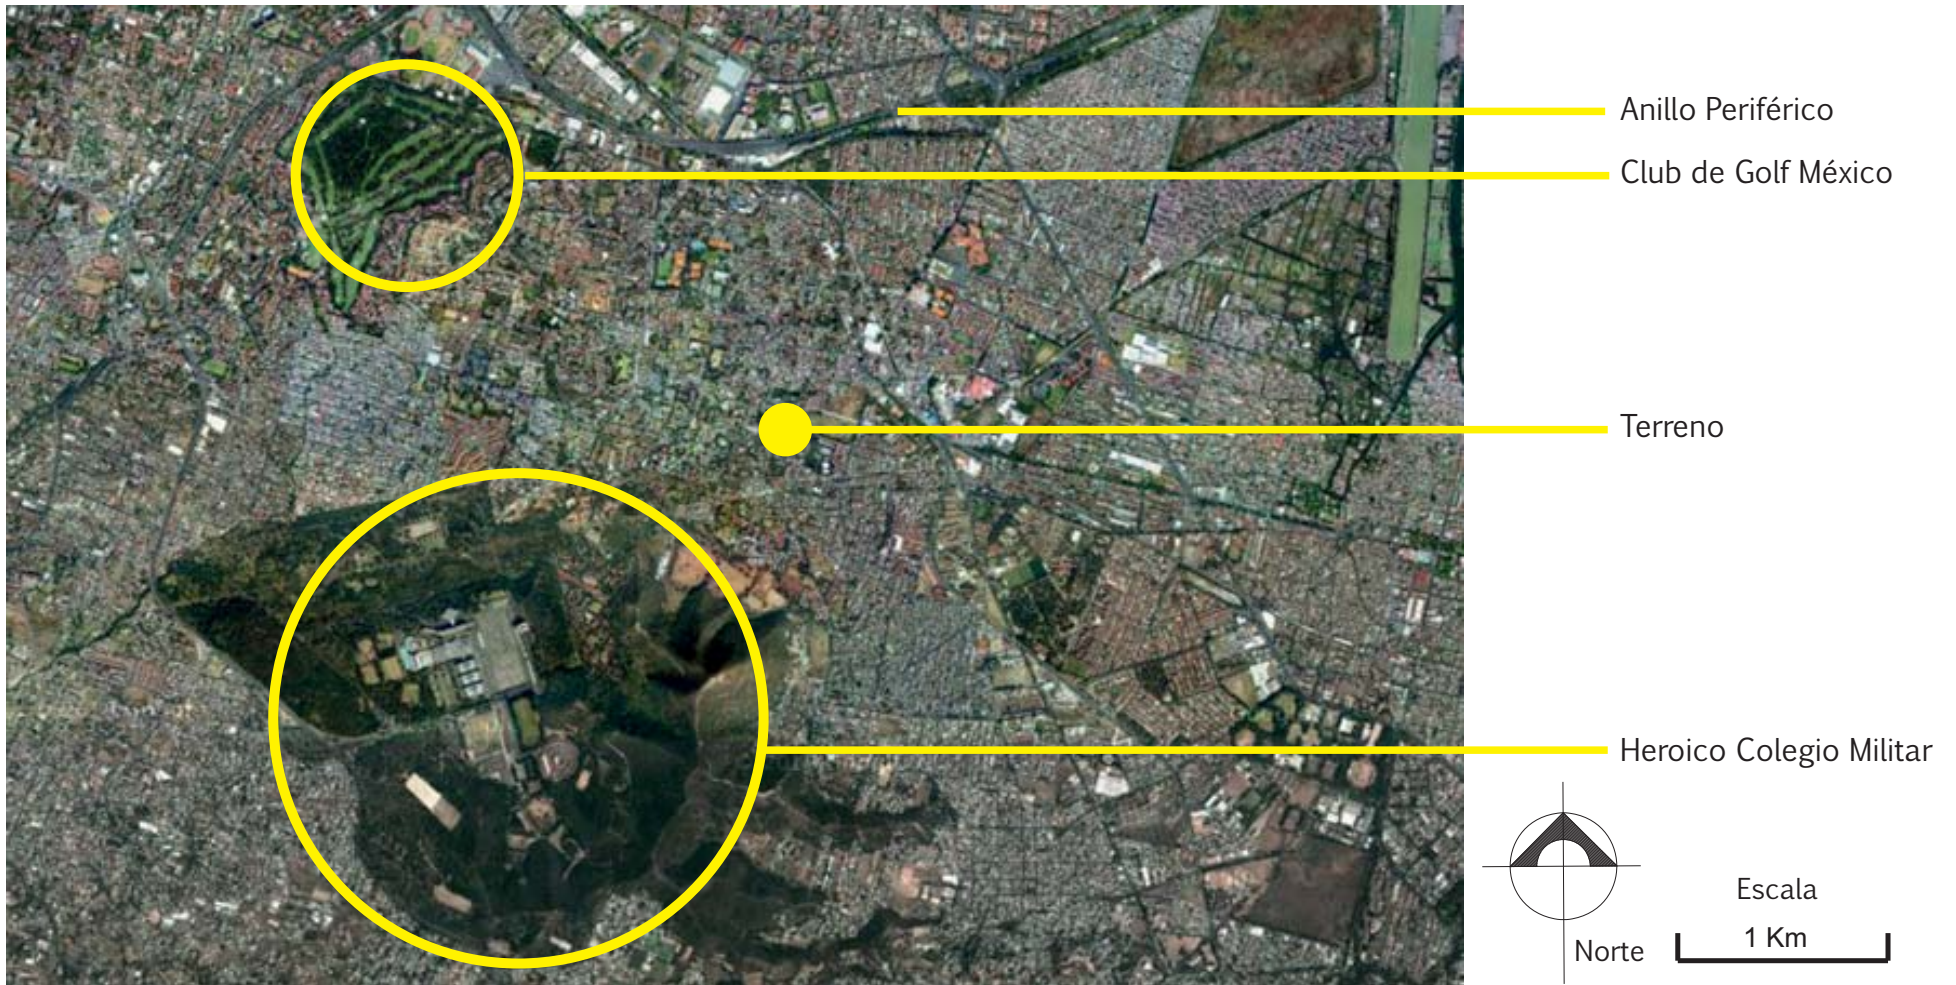 Anillo Periférico
Club de Golf México
Terreno
Heroico Colegio Militar
Escala
1 Km
Norte